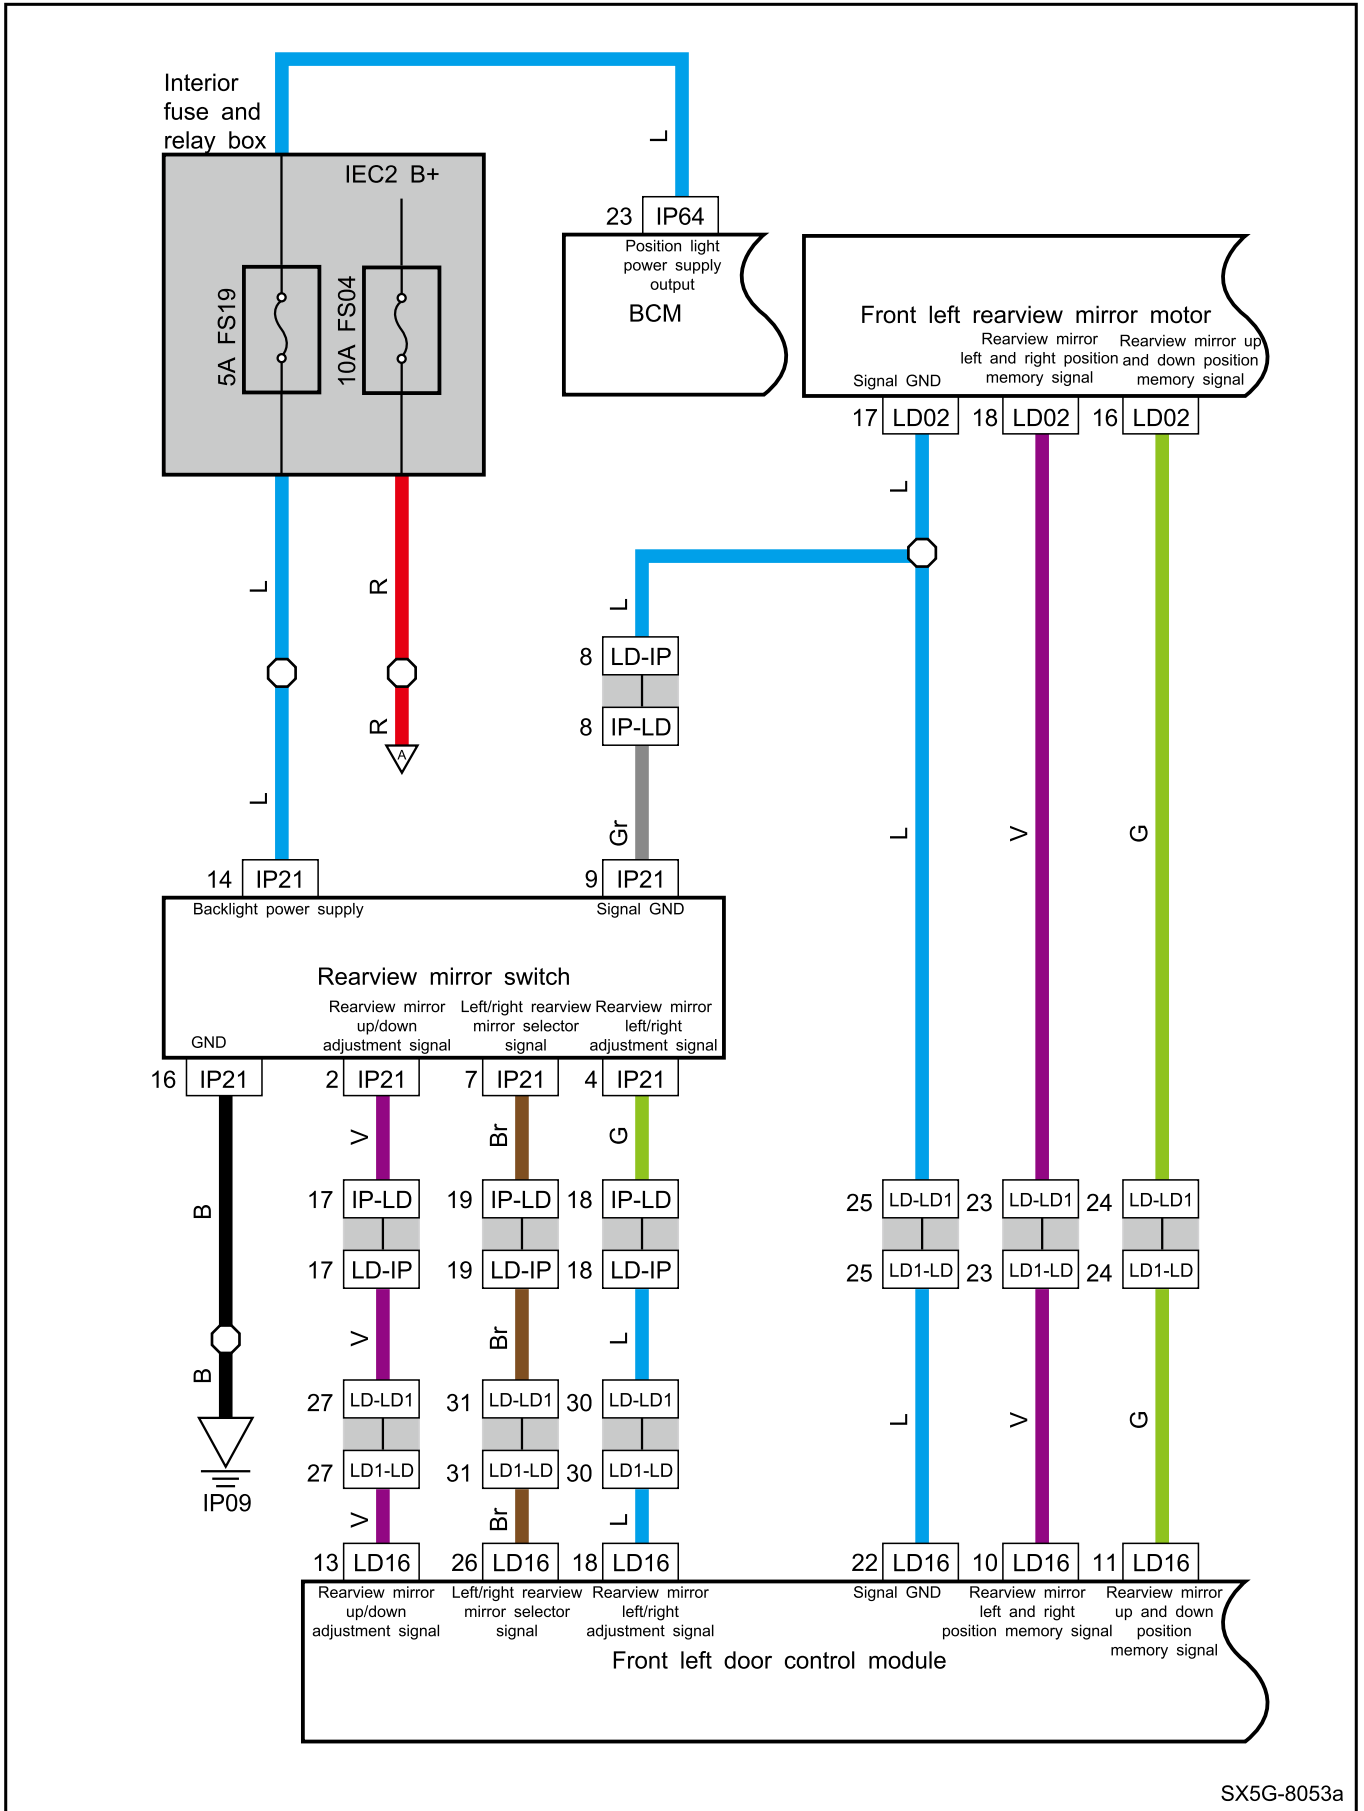 Interior
fuse and
relay box
IEC2 B+
5A FS19
10A FS04
L
23 IP64
Position light
power supply
output
BCM
Front left rearview mirror motor
Signal GND
Rearview mirror
left and right position
memory signal
Rearview mirror up
and down position
memory signal
17 LD02
18 LD02
16 LD02
L
L
R
L
8 LD-IP
8 IP-LD
R
A
L
Gr
L
V
G
14 IP21
9 IP21
Backlight power supply
Signal GND
Rearview mirror switch
GND
Rearview mirror
up/down
adjustment signal
Left/right rearview
mirror selector
signal
Rearview mirror
left/right
adjustment signal
16 IP21
2 IP21
7 IP21
4 IP21
V
Br
G
B
17 IP-LD
19 IP-LD
18 IP-LD
25 LD-LD1
23 LD-LD1
24 LD-LD1
17 LD-IP
19 LD-IP
18 LD-IP
25 LD1-LD
23 LD1-LD
24 LD1-LD
V
Br
L
B
27 LD-LD1
31 LD-LD1
30 LD-LD1
L
V
G
27 LD1-LD
31 LD1-LD
30 LD1-LD
IP09
V
Br
L
13 LD16
26 LD16
18 LD16
22 LD16
10 LD16
11 LD16
Rearview mirror
up/down
adjustment signal
Left/right rearview
mirror selector
signal
Rearview mirror
left/right
adjustment signal
Signal GND
Rearview mirror
left and right
position memory signal
Rearview mirror
up and down
position
memory signal
Front left door control module
SX5G-8053a